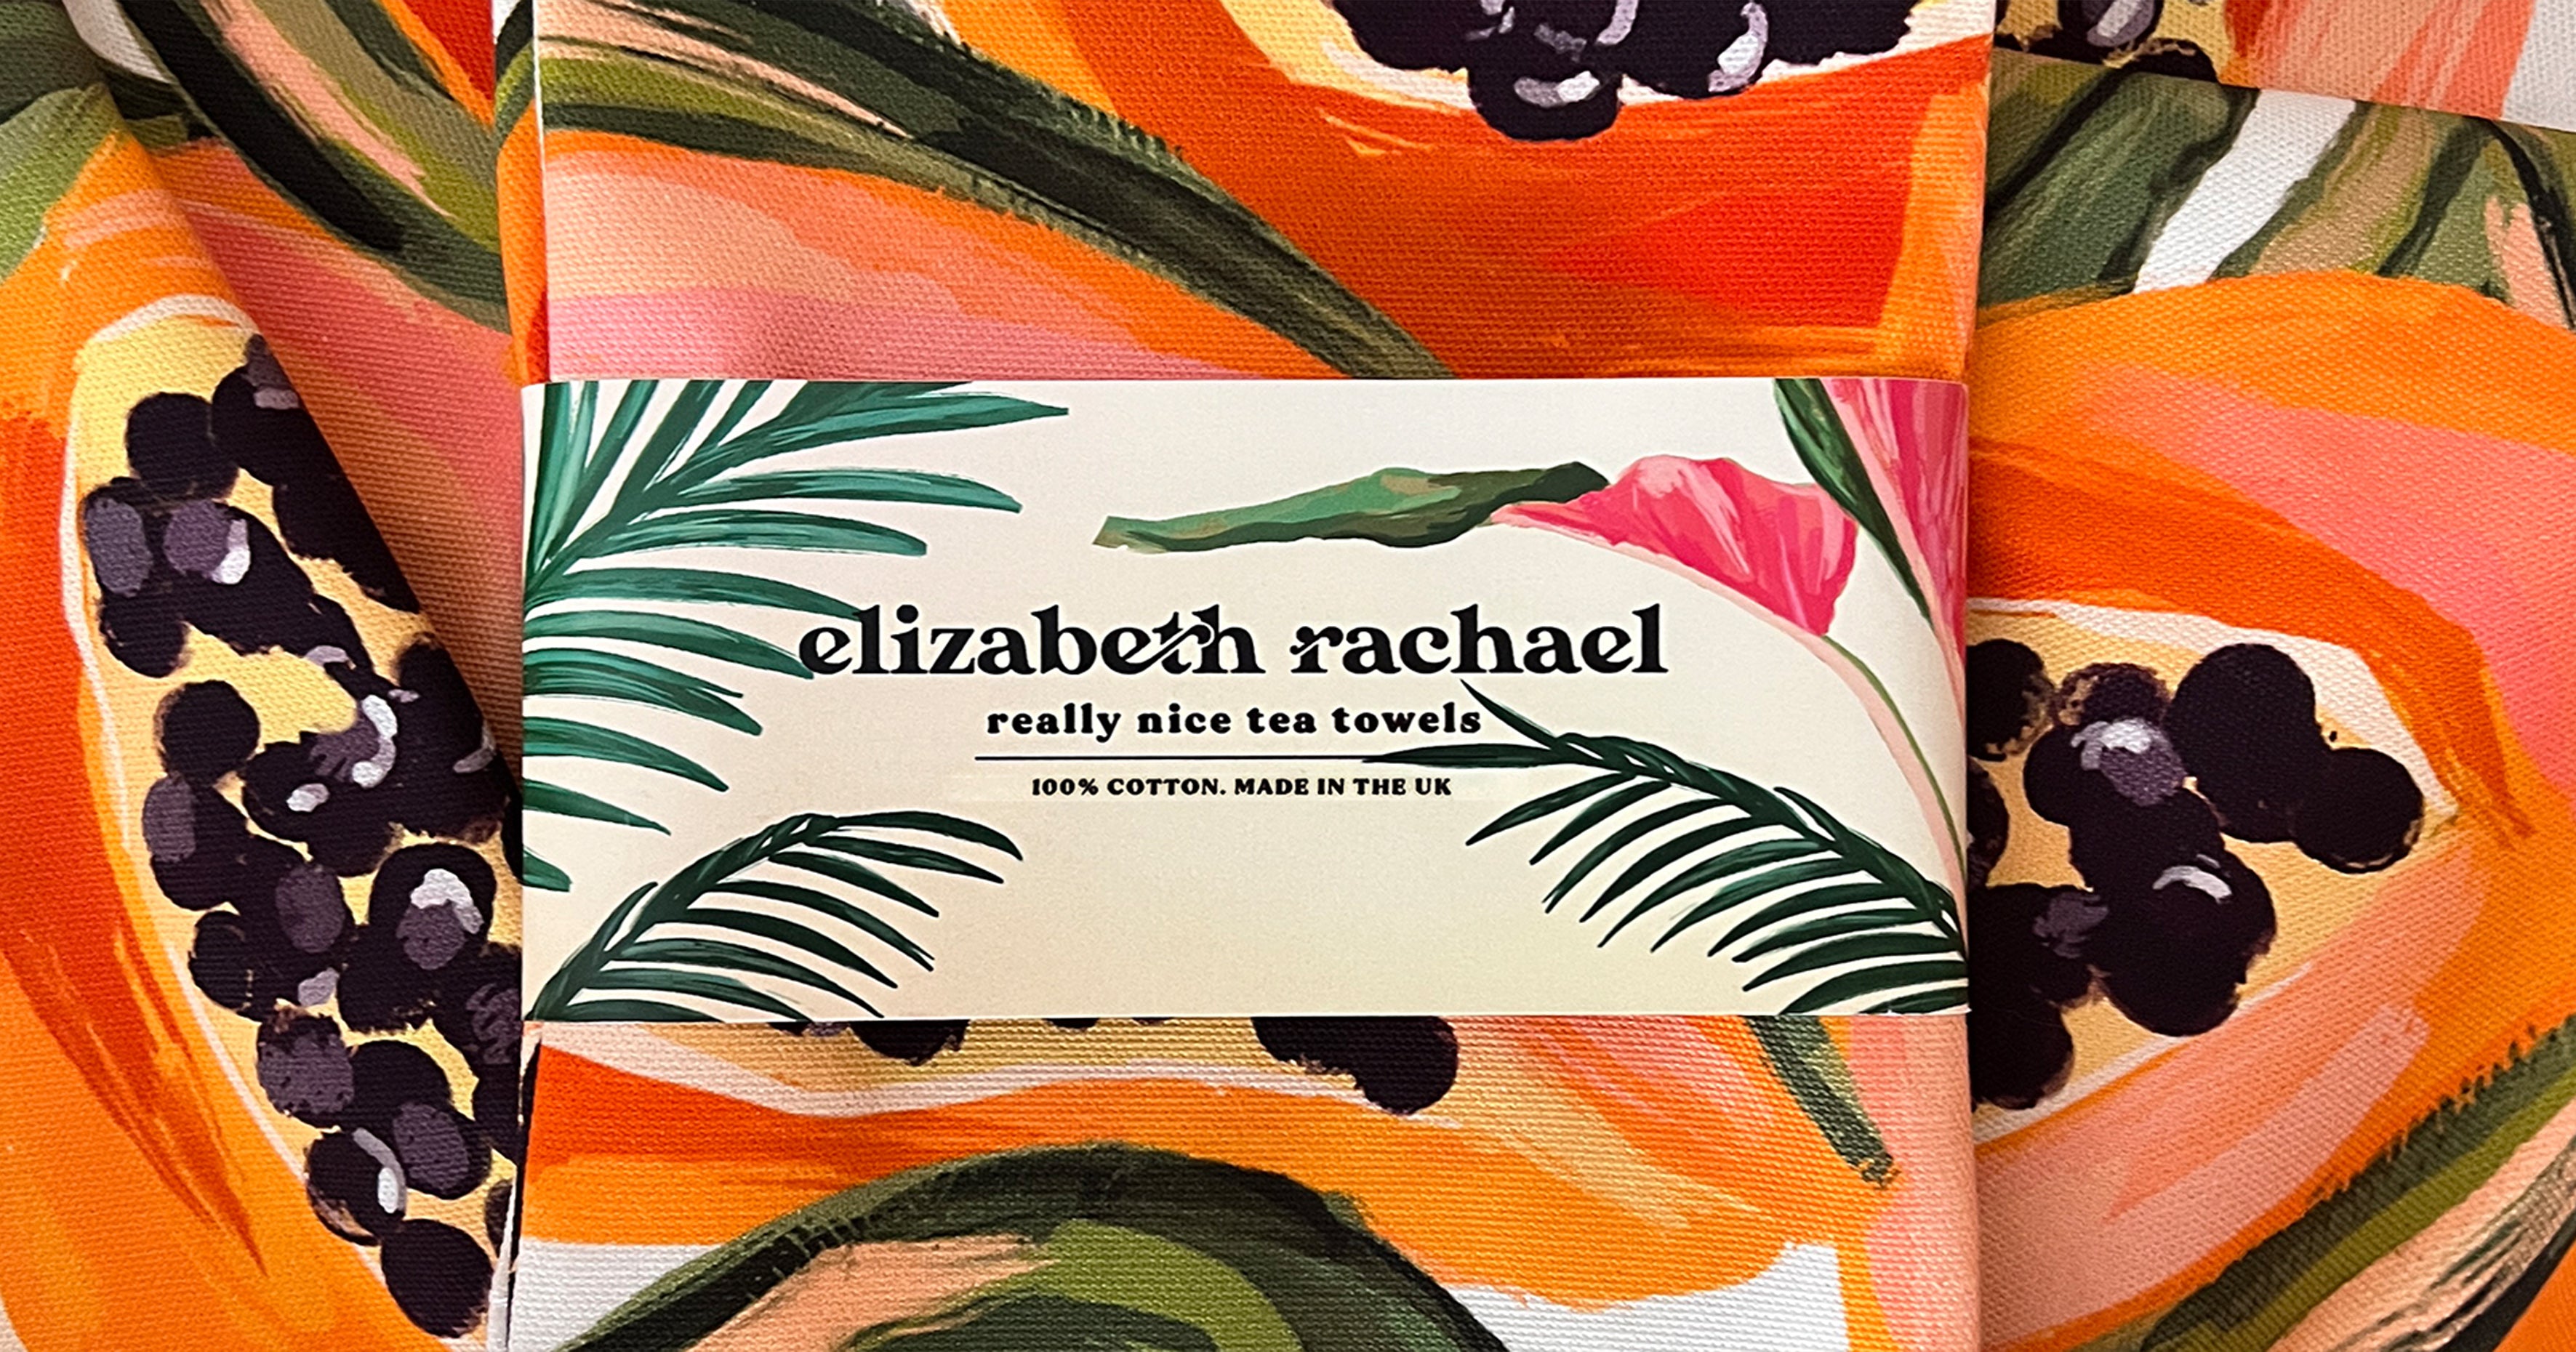 elizabeth rachael
really nice tea towels
100% COTTON. MADE IN THE UK